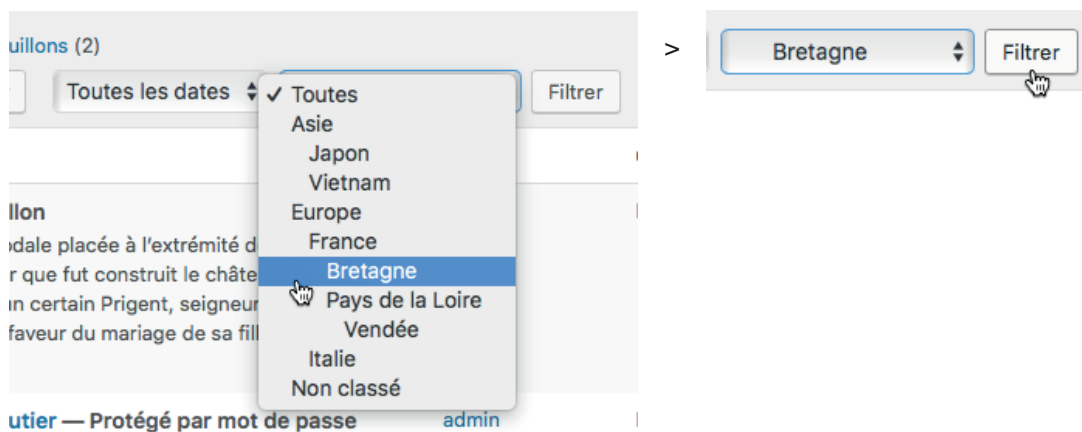 uillons (2)
Toutes les dates
✓ Toutes
Asie
Japon
Vietnam
Europe
France
Bretagne
Pays de la Loire
Vendée
Italie
Non classé
Filtrer
llon
odale placée à l'extrémité d
r que fut construit le châte
un certain Prigent, seigneur
faveur du mariage de sa fill
utier — Protégé par mot de passe
admin
>
Bretagne
Filtrer